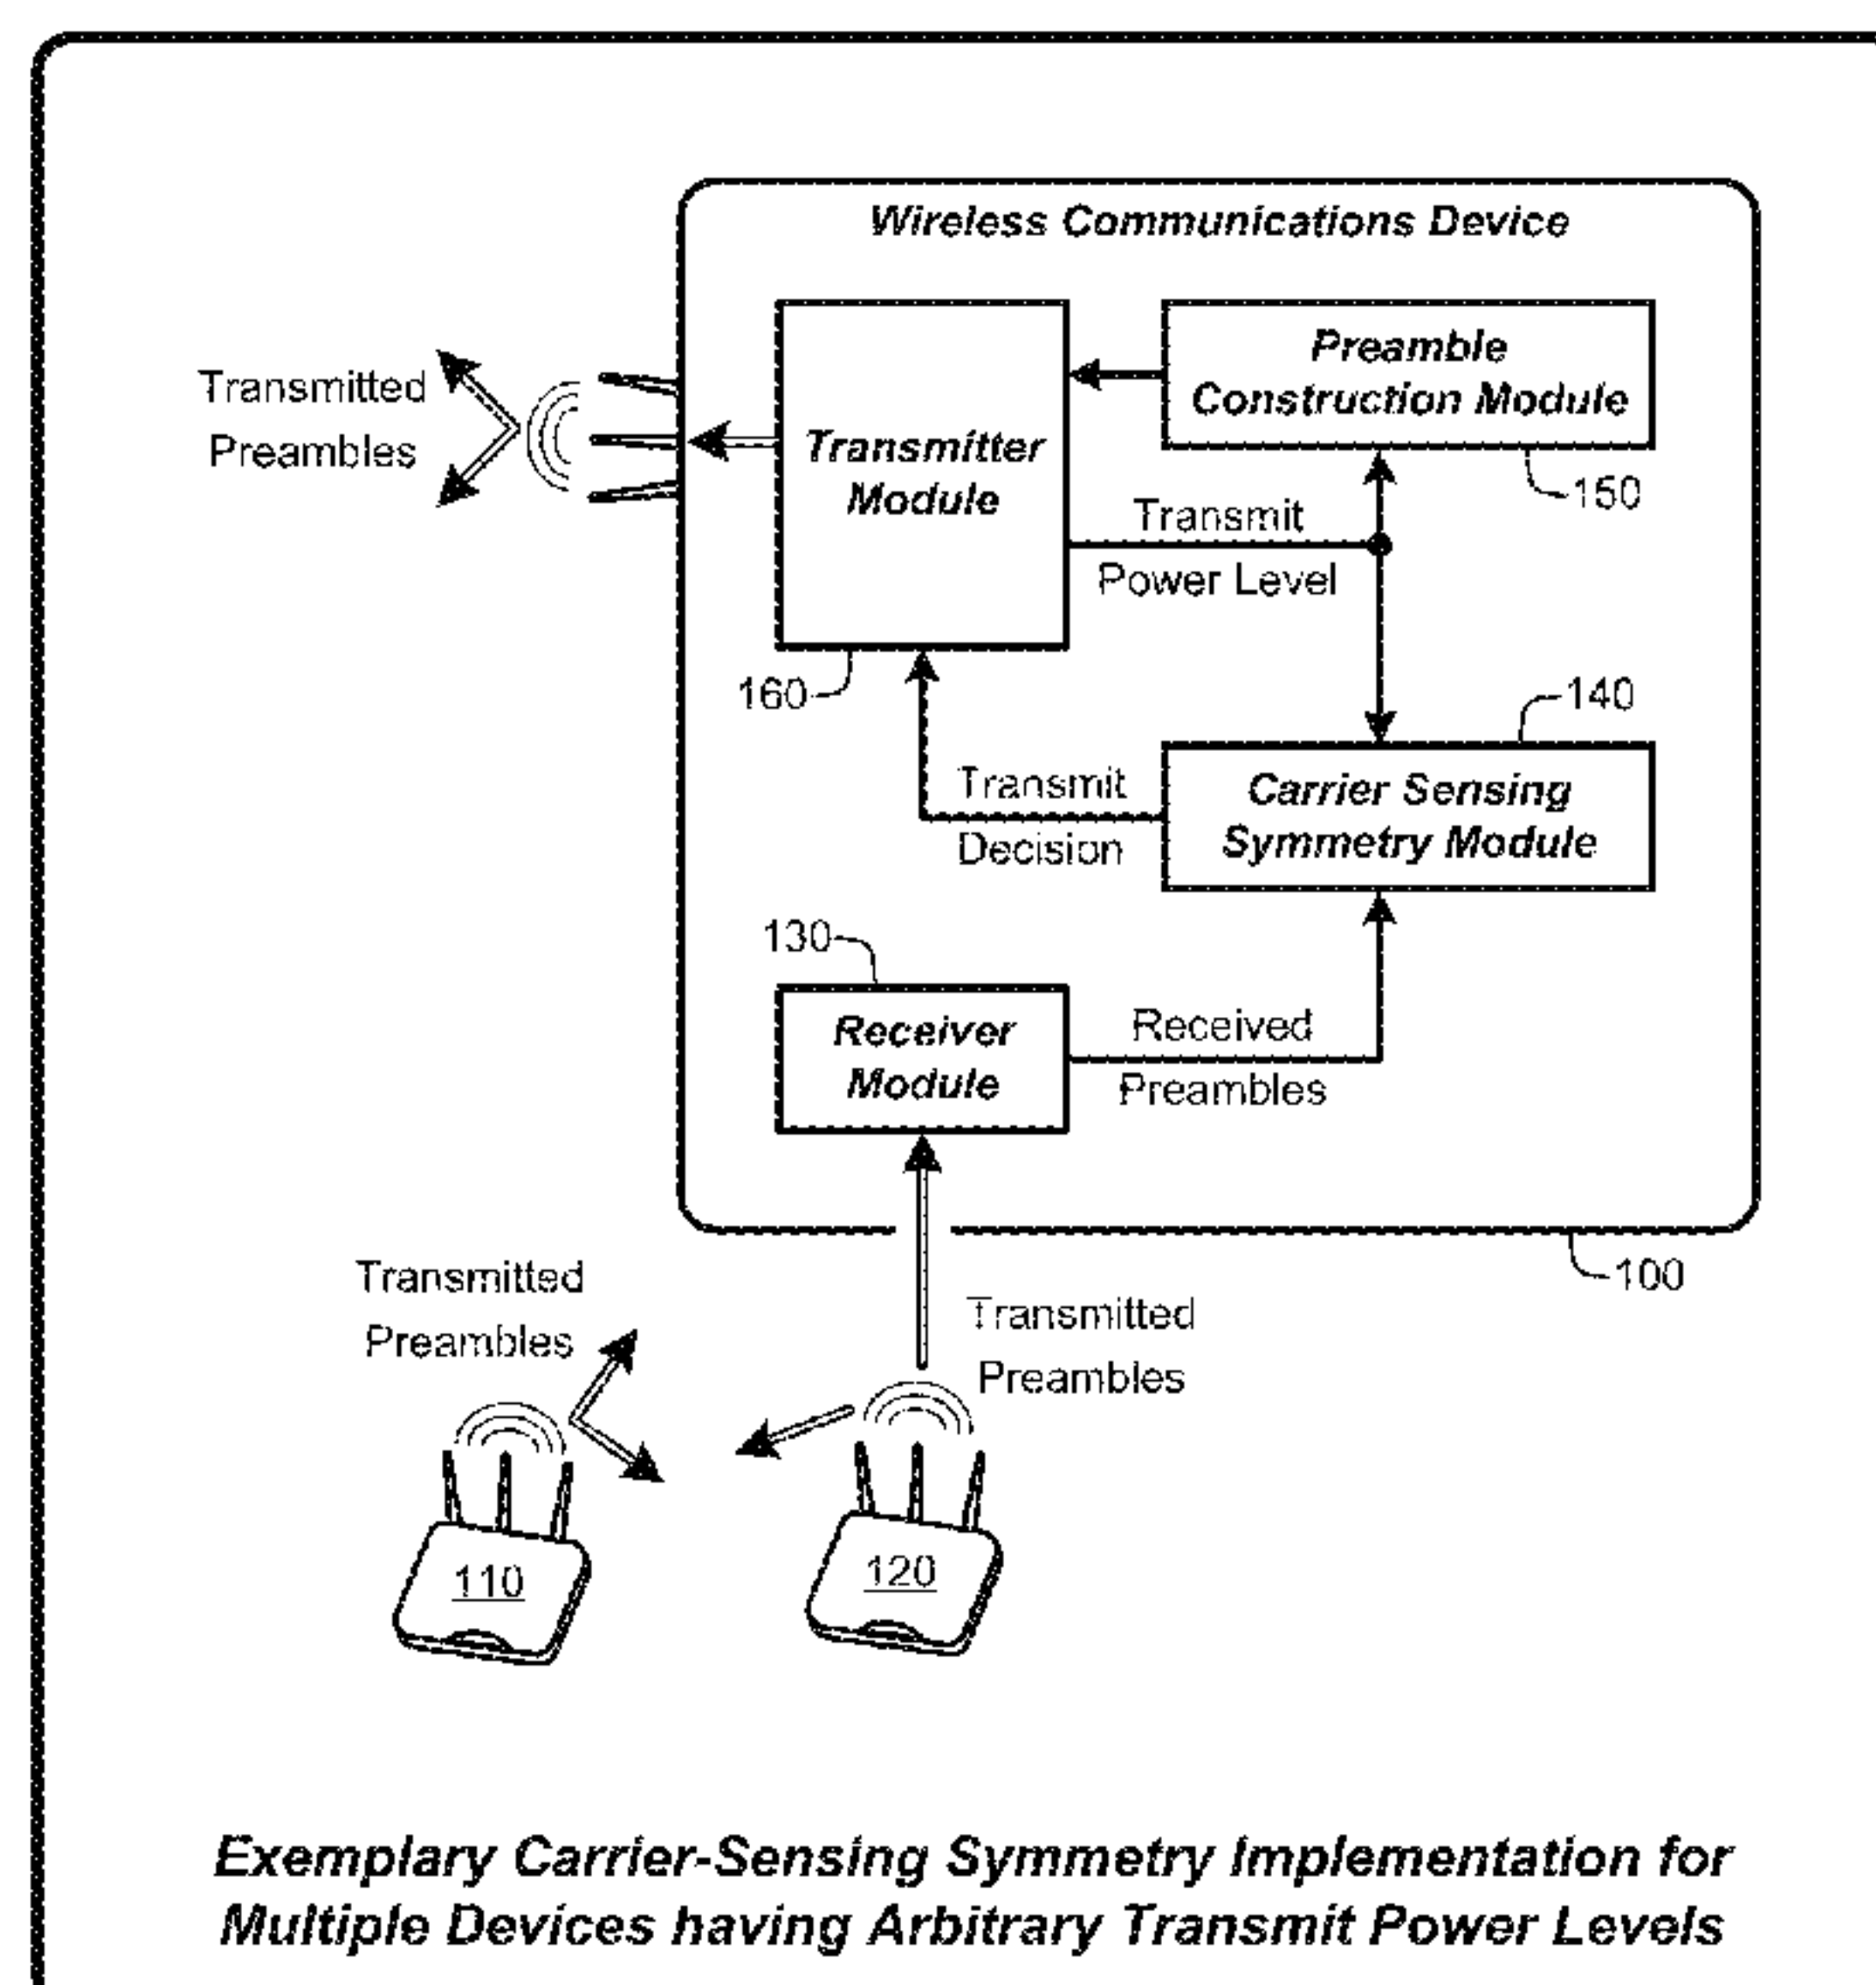 Wireless Communications Device
Preamble
Construction Module
150
Transmitter
Module
160
Transmitted
Preambles
Transmit
Power Level
140
Carrier Sensing
Symmetry Module
Transmit
Decision
130
Receiver
Module
Received
Preambles
100
Transmitted
Preambles
Transmitted
Preambles
110
120
Exemplary Carrier-Sensing Symmetry Implementation for
Multiple Devices having Arbitrary Transmit Power Levels